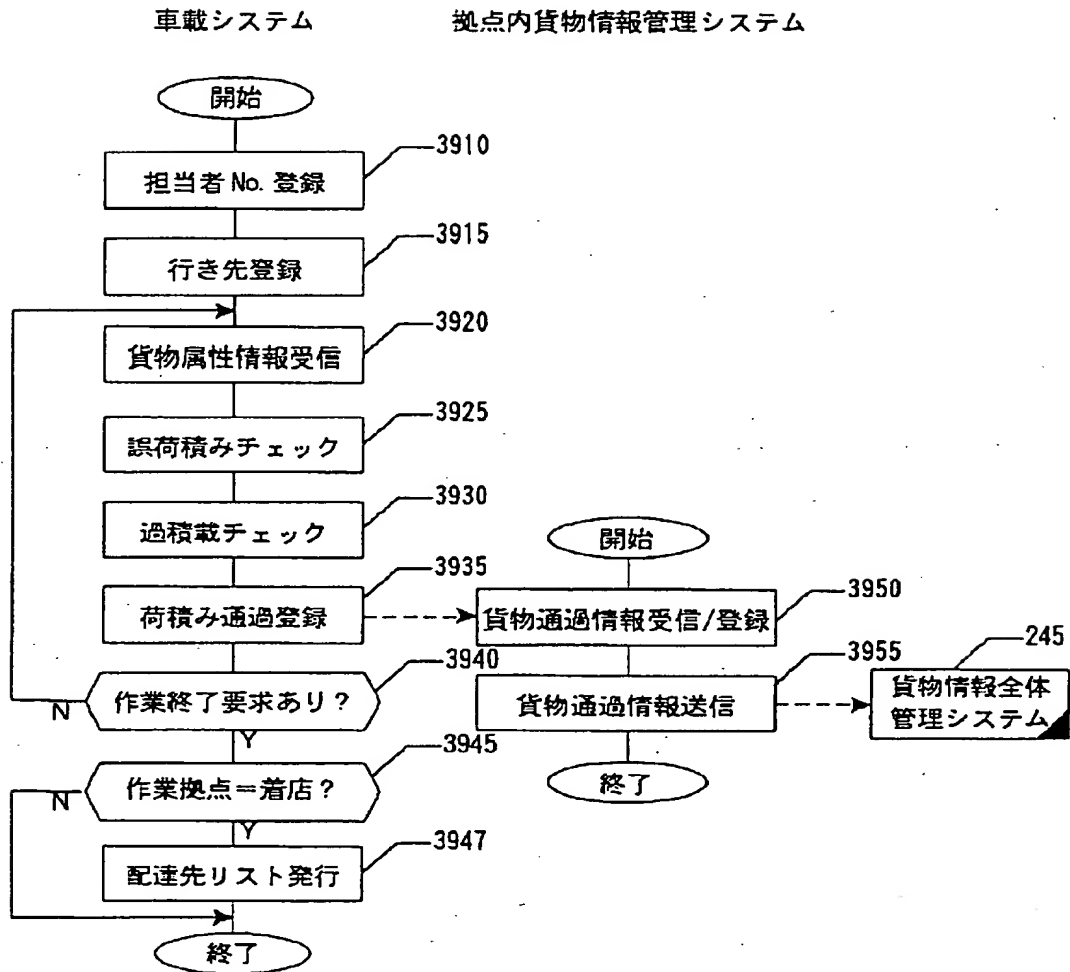 車載システム
拠点内貨物情報管理システム
開始
担当者 No. 登録
3910
行き先登録
3915
貨物属性情報受信
3920
誤荷積みチェック
3925
過積載チェック
3930
荷積み通過登録
3935
作業終了要求あり?
3940
N
Y
作業拠点＝着店?
3945
N
Y
配達先リスト発行
3947
終了
開始
貨物通過情報受信/登録
3950
貨物通過情報送信
3955
終了
貨物情報全体
管理システム
245